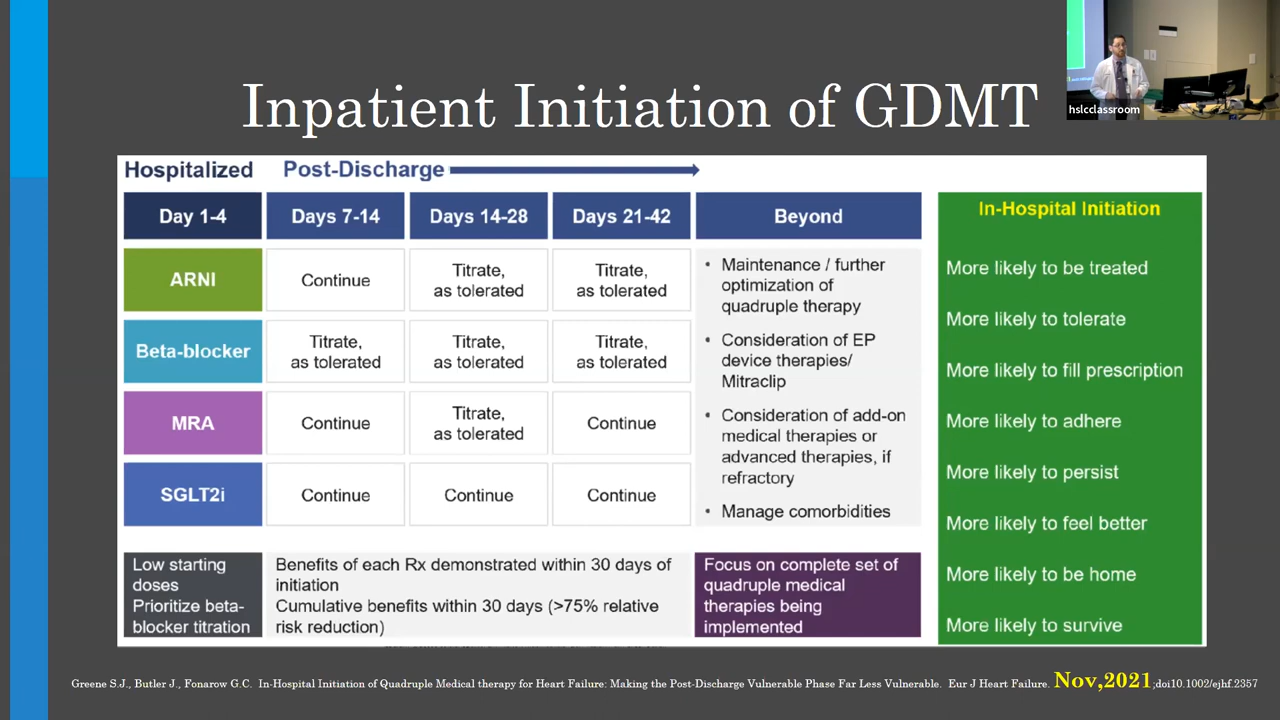 hslcclassroom
Inpatient Initiation of GDMT
Hospitalized
Post-Discharge
Day 1-4
Days 7-14
Days 14-28
Days 21-42
Beyond
ARNI
Continue
Titrate,
as tolerated
Titrate,
as tolerated
Beta-blocker
Titrate,
as tolerated
Titrate,
as tolerated
Titrate,
as tolerated
MRA
Continue
Titrate,
as tolerated
Continue
SGLT2i
Continue
Continue
Continue
• Maintenance / further
optimization of
quadruple therapy
• Consideration of EP
device therapies/
Mitraclip
• Consideration of add-on
medical therapies or
advanced therapies, if
refractory
• Manage comorbidities
Low starting
doses
Prioritize beta-
blocker titration
Benefits of each Rx demonstrated within 30 days of
initiation
Cumulative benefits within 30 days (>75% relative
risk reduction)
Focus on complete set of
quadruple medical
therapies being
implemented
In-Hospital Initiation
More likely to be treated
More likely to tolerate
More likely to fill prescription
More likely to adhere
More likely to persist
More likely to feel better
More likely to be home
More likely to survive
Greene S.J., Butler J., Fonarow G.C. In-Hospital Initiation of Quadruple Medical therapy for Heart Failure: Making the Post-Discharge Vulnerable Phase Far Less Vulnerable. Eur J Heart Failure. Nov,2021;doi10.1002/ejhf.2357